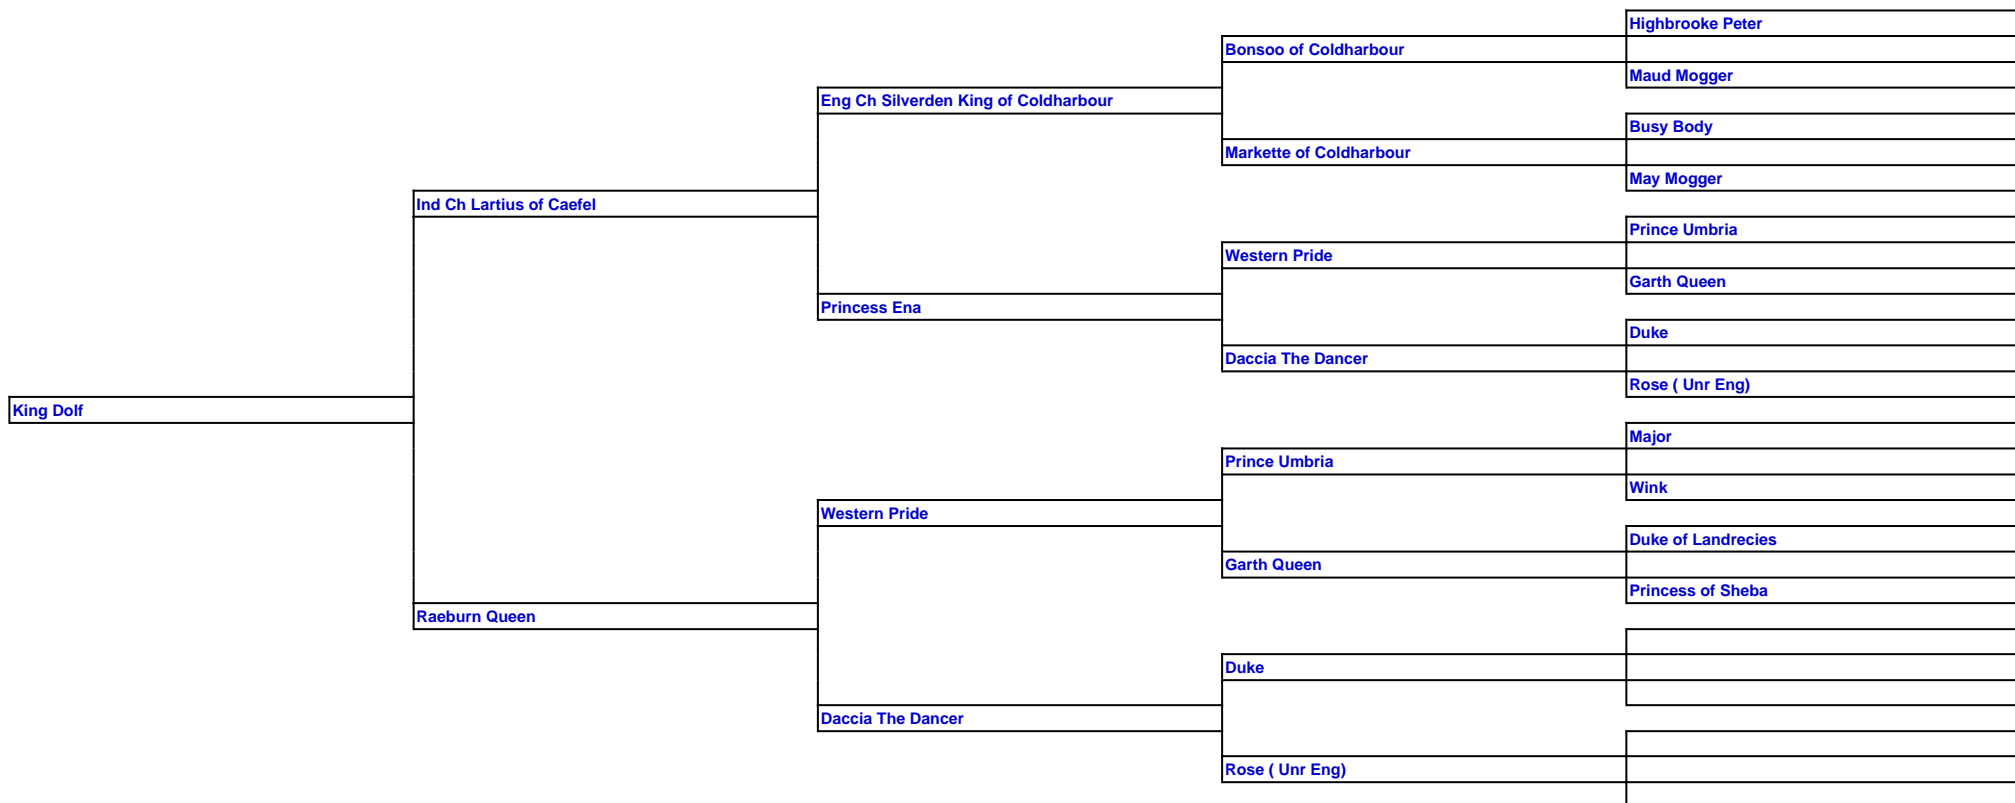 Highbrooke Peter
Bonsoo of Coldharbour
Maud Mogger
Eng Ch Silverden King of Coldharbour
Busy Body
Markette of Coldharbour
May Mogger
Ind Ch Lartius of Caefel
Prince Umbria
Western Pride
Garth Queen
Princess Ena
Duke
Daccia The Dancer
Rose ( Unr Eng)
King Dolf
Major
Prince Umbria
Wink
Western Pride
Duke of Landrecies
Garth Queen
Princess of Sheba
Raeburn Queen
Duke
Daccia The Dancer
Rose ( Unr Eng)